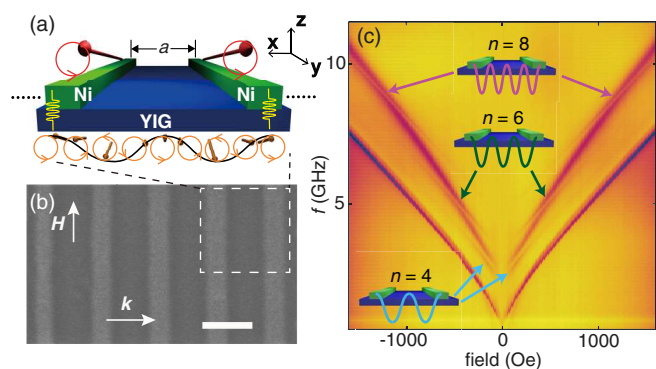 (a)
a
z
x
y
Ni
Ni
YIG
(b)
H
k
(c)
n = 8
n = 6
n = 4
10
5
f (GHz)
-1000
0
1000
field (Oe)